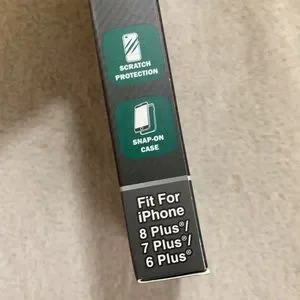 SCRATCH
PROTECTION
SNAP-ON
CASE
Fit For
iPhone
8 Plus®/
7 Plus®/
6 Plus®